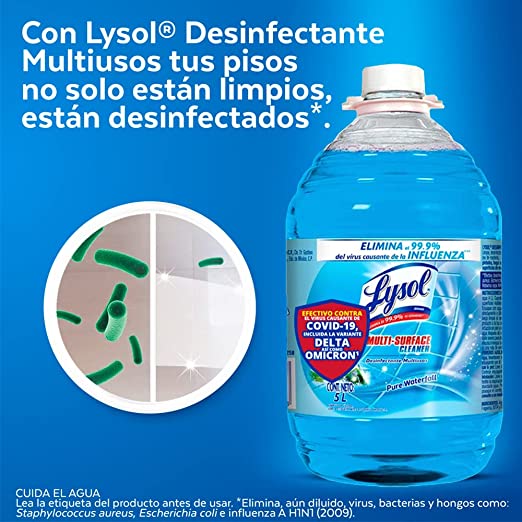 Con Lysol® Desinfectante
Multiusos tus pisos
no solo están limpios,
están desinfectados*.
ELIMINA el 99.9%
del virus causante de la INFLUENZA
Lysol
EFECTIVO CONTRA
EL VIRUS CAUSANTE DE
COVID-19,
INCLUIDA LA VARIANTE
DELTA
ASÍ COMO
OMICRON¹
MULTI-SURFACE
CLEANER
Desinfectante Multiusos
Pure Waterfall
CONT. NETO
5 L
CUIDA EL AGUA
Lea la etiqueta del producto antes de usar. *Elimina, aún diluido, virus, bacterias y hongos como:
Staphylococcus aureus, Escherichia coli e influenza A H1N1 (2009).